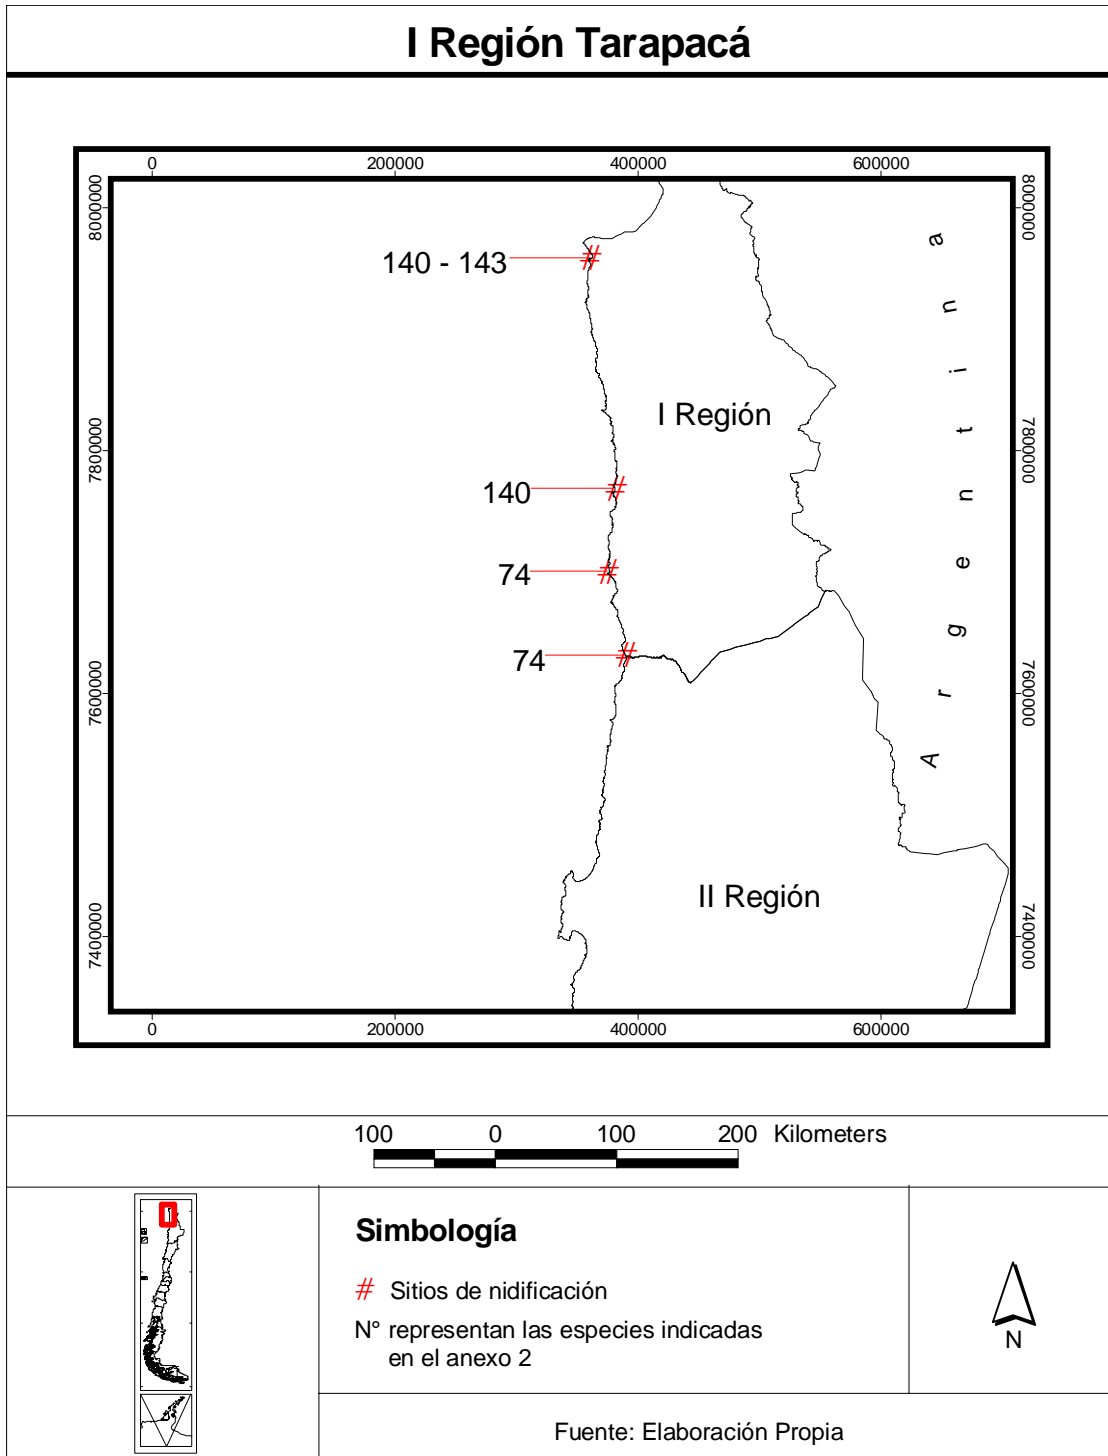 I Región Tarapacá
0 200000 400000 600000
8000000 8000000
140 - 143
I Región
7800000 7800000
140
74
74
7600000 7600000
Argentina
II Región
7400000 7400000
0 200000 400000 600000
100 0 100 200 Kilometers
Simbología
# Sitios de nidificación
N° representan las especies indicadas
en el anexo 2
N
Fuente: Elaboración Propia